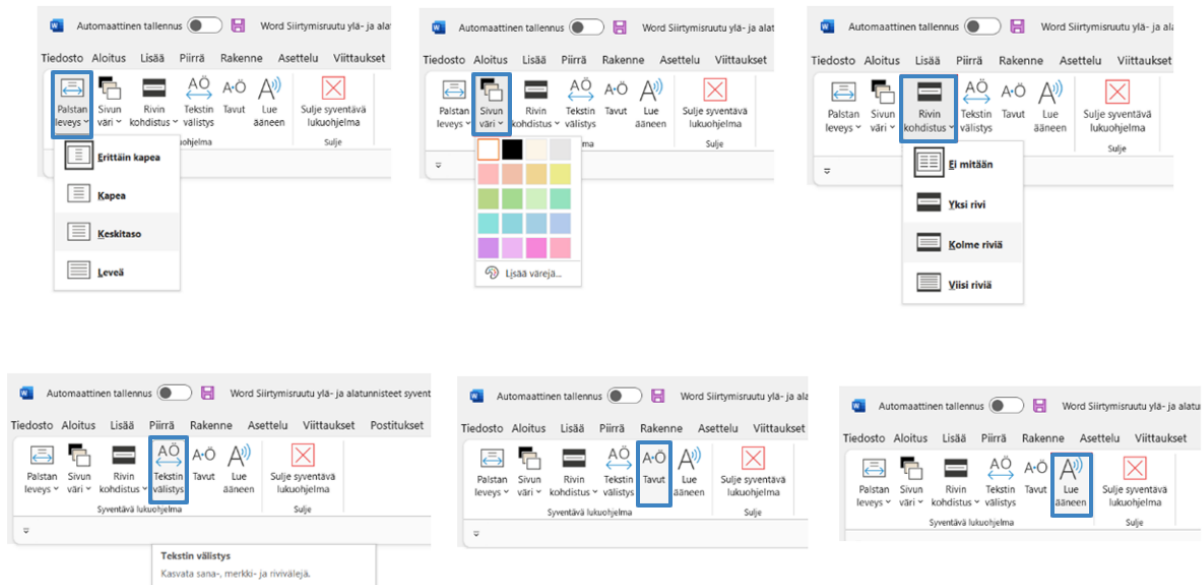 Automaattinen tallennus Word Siirtymisruutu ylä- ja ala
Tiedosto Aloitus Lisää Piirrä Rakenne Asettelu Viittaukset
Palstan leveys Sivun väri Rivin kohdistus Tekstin välistys Tavut Lue ääneen Sulje syventävä lukuohjelma
ohjelma Sulje
Erittäin kapea
Kapea
Keskitaso
Leveä
Automaattinen tallennus Word Siirtymisruutu ylä- ja ala
Tiedosto Aloitus Lisää Piirrä Rakenne Asettelu Viittaukset
Palstan leveys Sivun väri Rivin kohdistus Tekstin välistys Tavut Lue ääneen Sulje syventävä lukuohjelma
ma Sulje
Lisää värejä...
Automaattinen tallennus Word Siirtymisruutu ylä- ja ala
Tiedosto Aloitus Lisää Piirrä Rakenne Asettelu Viittaukset
Palstan leveys Sivun väri Rivin kohdistus Tekstin välistys Tavut Lue ääneen Sulje syventävä lukuohjelma
Sulje
Ei mitään
Yksi rivi
Kolme riviä
Viisi riviä
Automaattinen tallennus Word Siirtymisruutu ylä- ja alatunnisteet syvent
Tiedosto Aloitus Lisää Piirrä Rakenne Asettelu Viittaukset Postitukset
Palstan leveys Sivun väri Rivin kohdistus Tekstin välistys Tavut Lue ääneen Sulje syventävä lukuohjelma
Syventävä lukuohjelma Sulje
Tekstin välistys
Kasvata sana-, merkki- ja rivivälejä.
Automaattinen tallennus Word Siirtymisruutu ylä- ja ala
Tiedosto Aloitus Lisää Piirrä Rakenne Asettelu Viittaukset
Palstan leveys Sivun väri Rivin kohdistus Tekstin välistys Tavut Lue ääneen Sulje syventävä lukuohjelma
Syventävä lukuohjelma Sulje
Automaattinen tallennus Word Siirtymisruutu ylä- ja alatu
Tiedosto Aloitus Lisää Piirrä Rakenne Asettelu Viittaukset
Palstan leveys Sivun väri Rivin kohdistus Tekstin välistys Tavut Lue ääneen Sulje syventävä lukuohjelma
Syventävä lukuohjelma Sulje